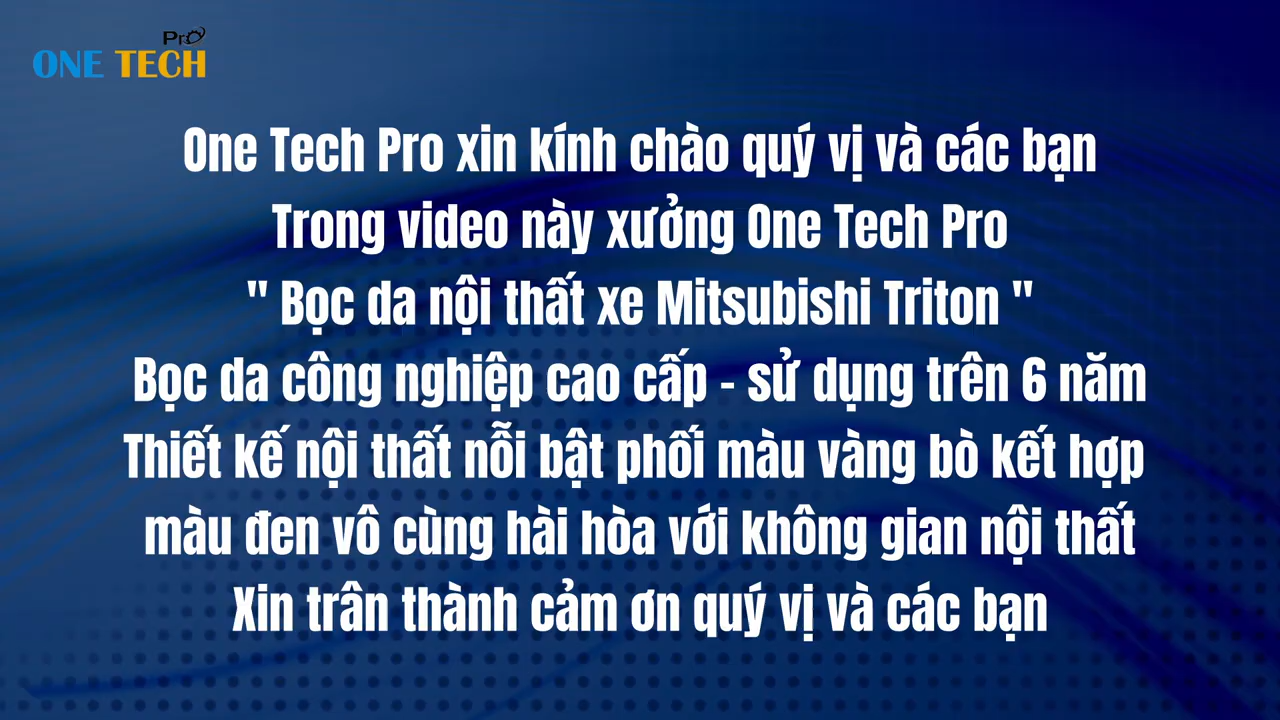 Pro
ONE TECH
One Tech Pro xin kính chào quý vị và các bạn
Trong video này xưởng One Tech Pro
" Bọc da nội thất xe Mitsubishi Triton "
Bọc da công nghiệp cao cấp - sử dụng trên 6 năm
Thiết kế nội thất nỗi bật phối màu vàng bò kết hợp
màu đen vô cùng hài hòa với không gian nội thất
Xin trân thành cảm ơn quý vị và các bạn